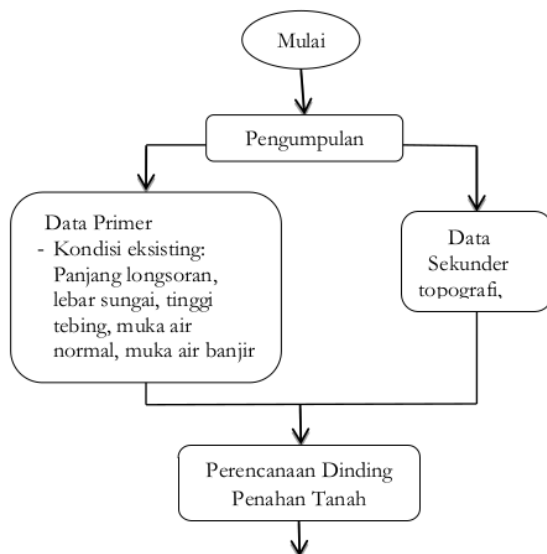 Mulai
Pengumpulan
Data Primer
- Kondisi eksisting:
Panjang longsoran,
lebar sungai, tinggi
tebing, muka air
normal, muka air banjir
Data
Sekunder
topografi,
Perencanaan Dinding
Penahan Tanah